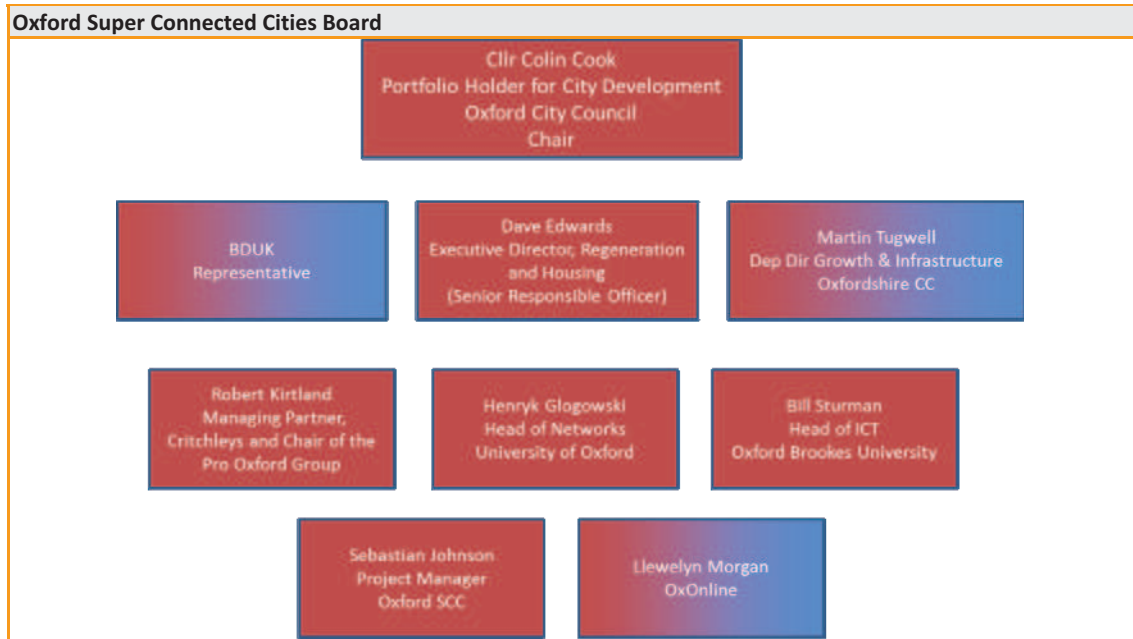 Oxford Super Connected Cities Board
Cllr Colin Cook
Portfolio Holder for City Development
Oxford City Council
Chair
BDUK
Representative
Dave Edwards
Executive Director, Regeneration
and Housing
(Senior Responsible Officer)
Martin Tugwell
Dep Dir Growth & Infrastructure
Oxfordshire CC
Robert Kirtland
Managing Partner,
Critchleys and Chair of the
Pro Oxford Group
Henryk Glogowski
Head of Networks
University of Oxford
Bill Sturman
Head of ICT
Oxford Brookes University
Sebastian Johnson
Project Manager
Oxford SCC
Llewelyn Morgan
OxOnline